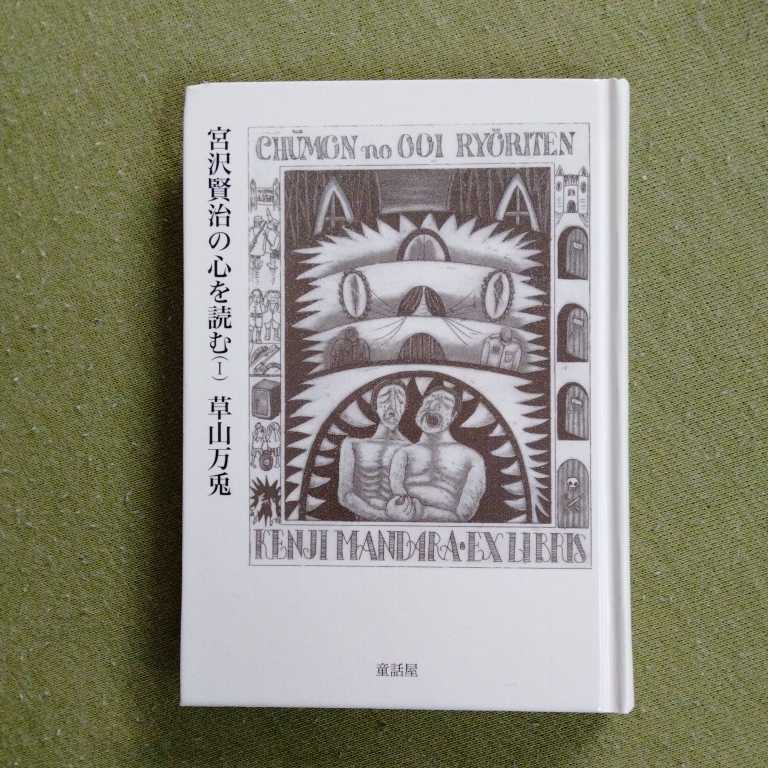 宮沢賢治の心を読む(Ⅰ) 草山万兎
CHŪMON no OOI RYŌRITEN
KENJI MANDARA・EX LIBRIS
童話屋